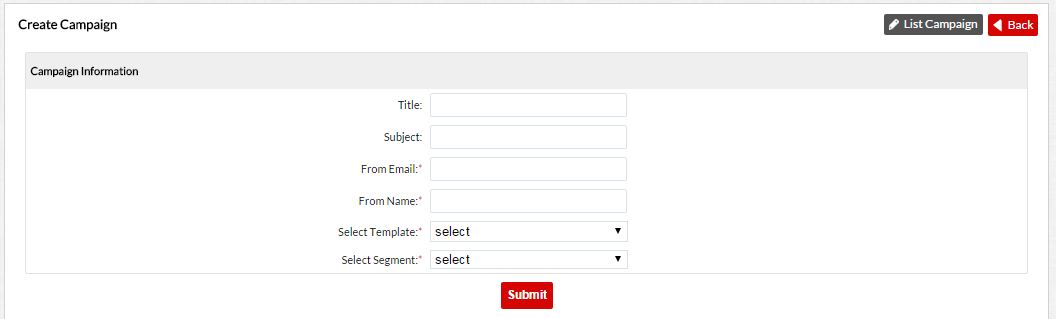 Create Campaign
List Campaign
Back
Campaign Information
Title:
Subject:
From Email:*
From Name:*
Select Template:* select
Select Segment:* select
Submit